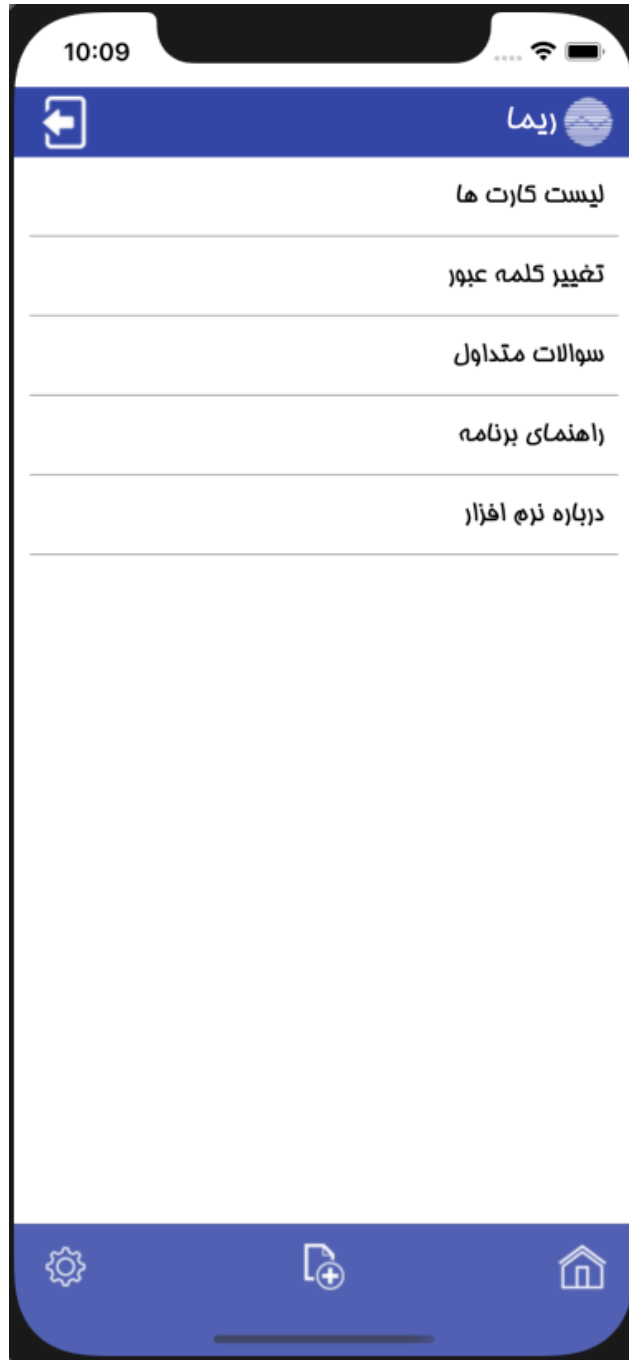 10:09
ریما
لیست کارت ها
تغییر کلمه عبور
سوالات متداول
راهنمای برنامه
درباره نرم افزار